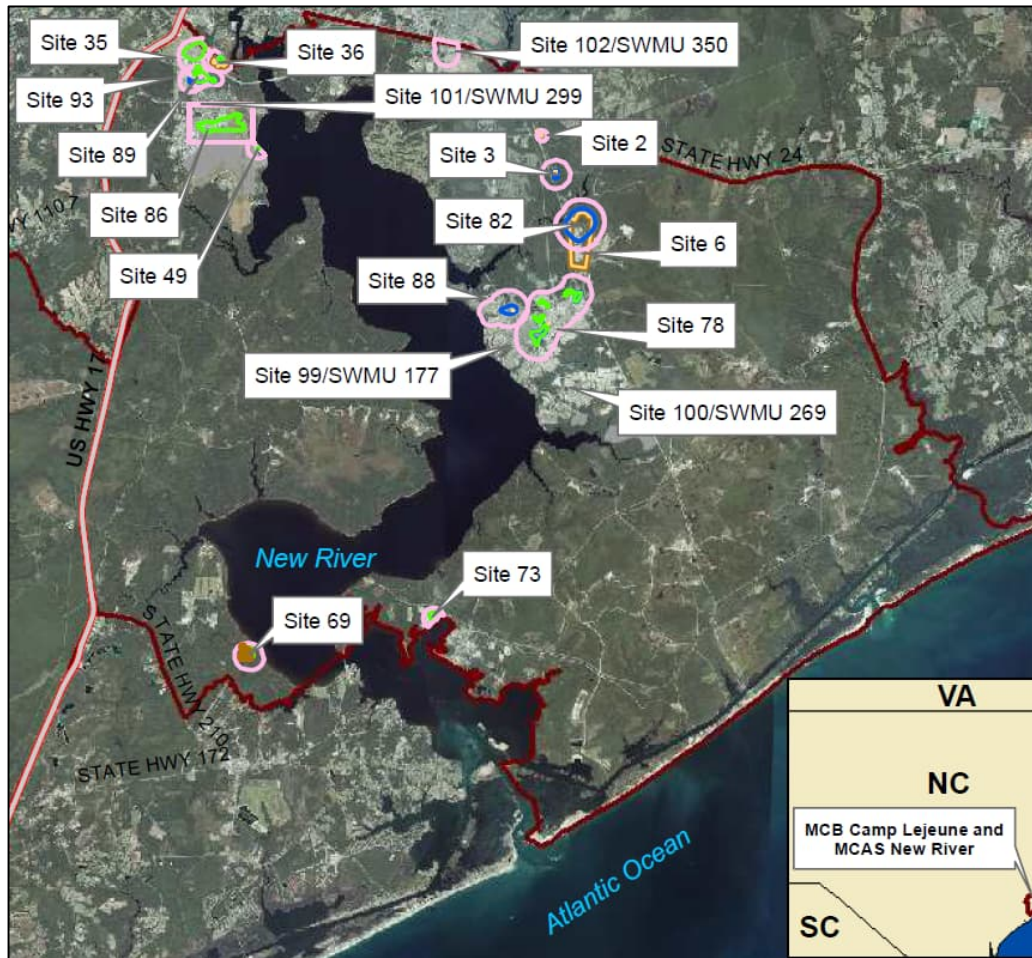 Site 35
Site 36
Site 102/SWMU 350
Site 93
Site 101/SWMU 299
Site 2
Site 89
Site 3
STATE HWY 24
WY 110 7
Site 86
Site 82
Site 6
Site 49
Site 88
Site 78
US HWY 17
Site 99/SWMU 177
Site 100/SWMU 269
New River
Site 73
Site 69
STATE HWY 210
STATE HWY 172
Atlantic Ocean
VA
NC
MCB Camp Lejeune and
MCAS New River
SC